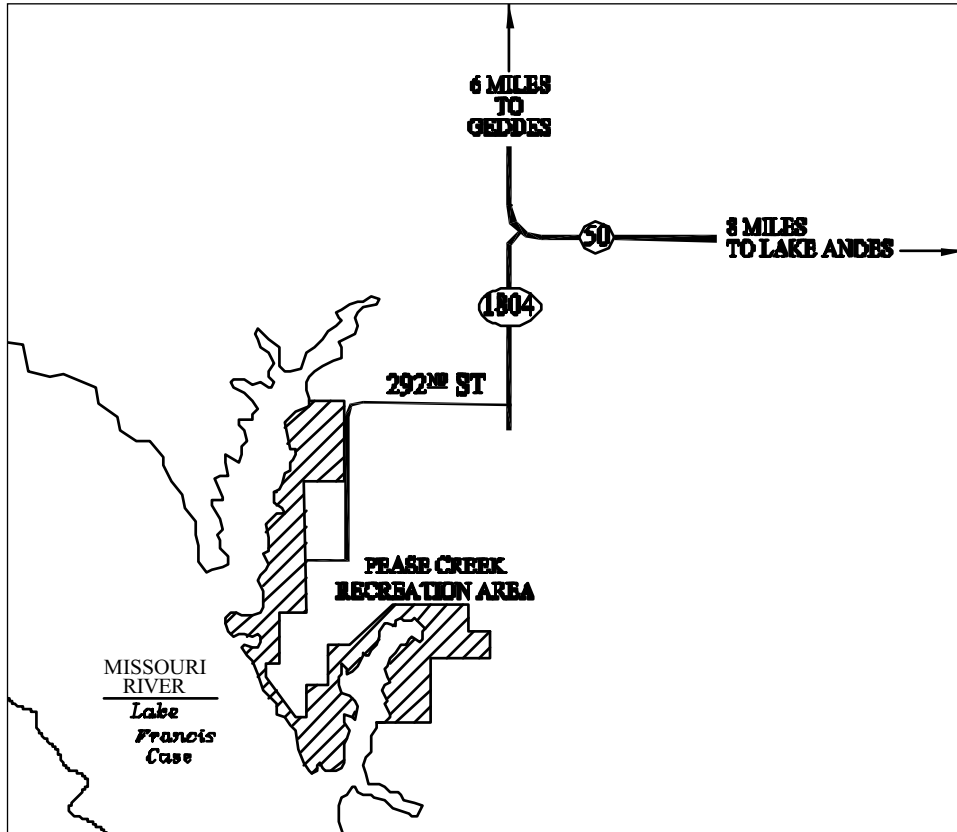 6 MILES
TO
GEDDES
50
8 MILES
TO LAKE ANDES
1804
292ND ST
PEASE CREEK
RECREATION AREA
MISSOURI
RIVER
Lake
Francis
Case